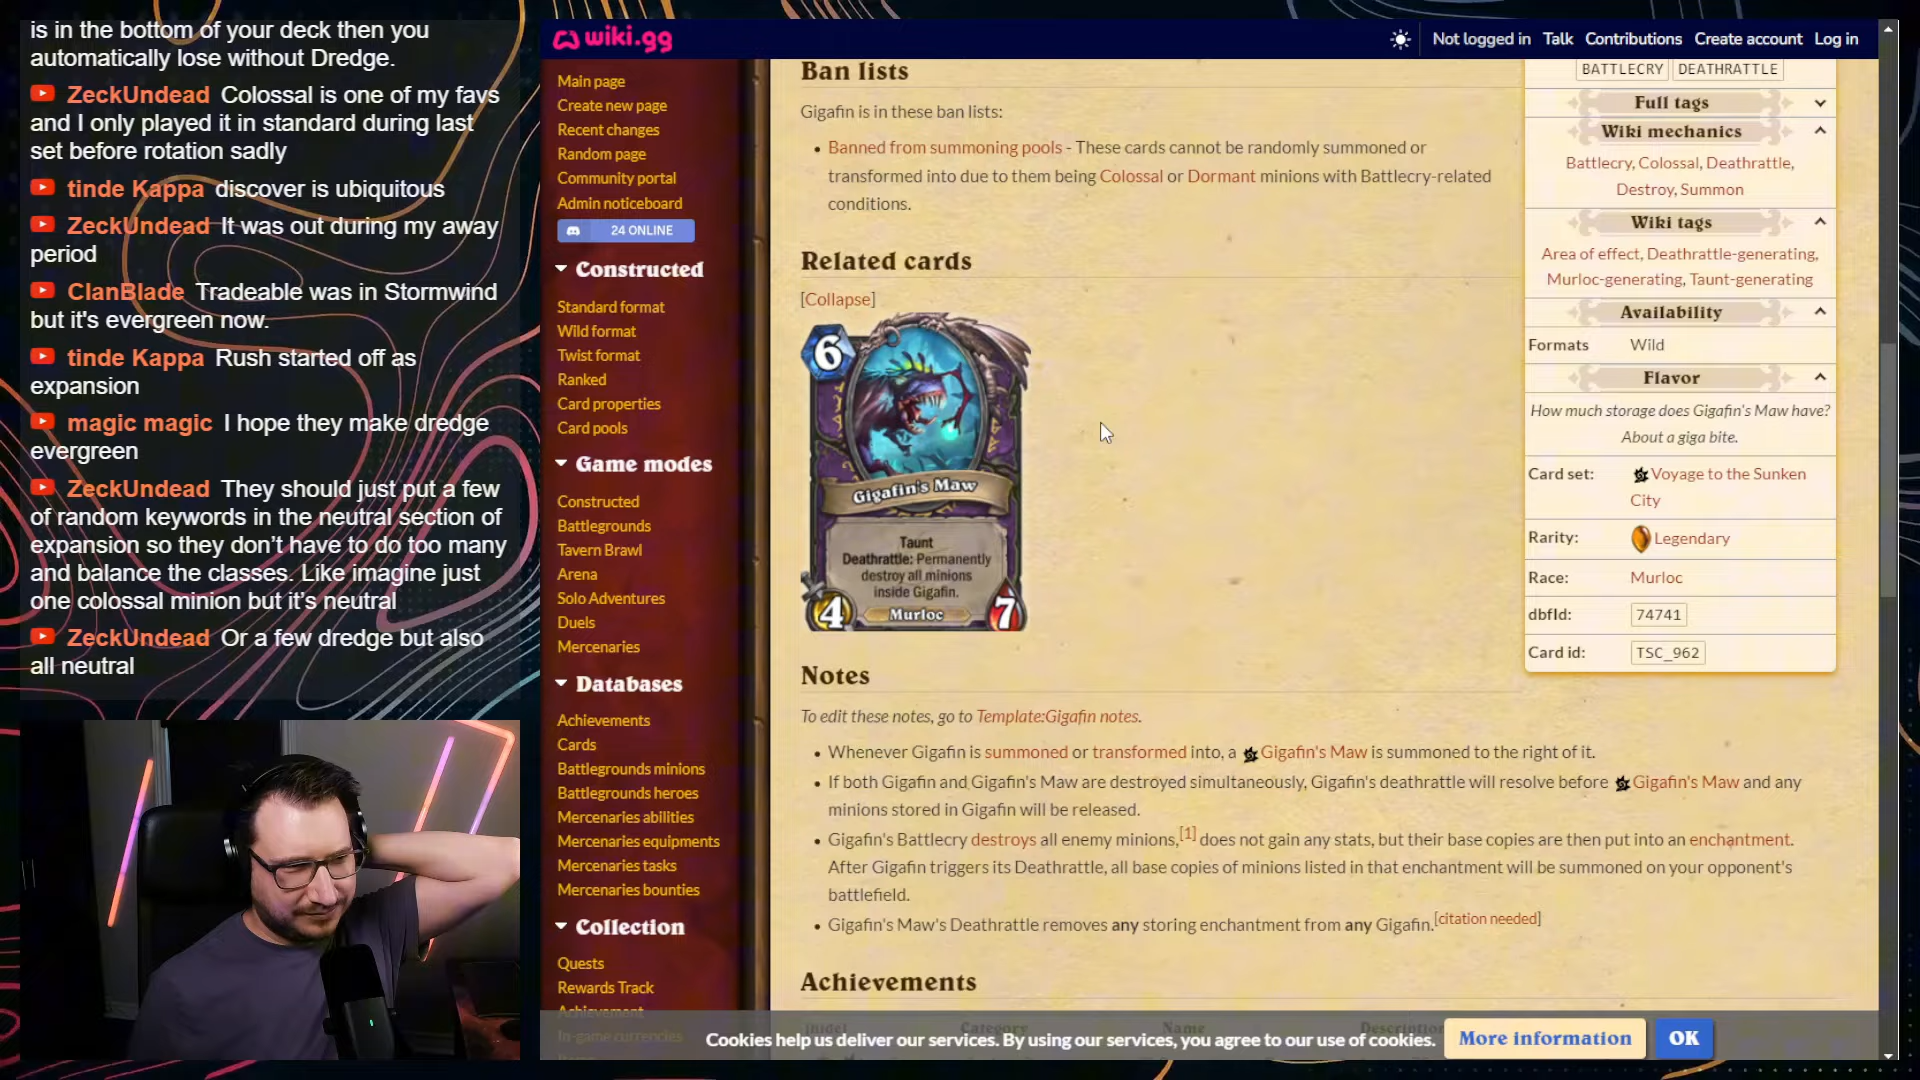 is in the bottom of your deck then you
automatically lose without Dredge.
ZeckUndead Colossal is one of my favs
and I only played it in standard during last
set before rotation sadly
tinde Kappa discover is ubiquitous
ZeckUndead It was out during my away
period
ClanBlade Tradeable was in Stormwind
but it's evergreen now.
tinde Kappa Rush started off as
expansion
magic magic I hope they make dredge
evergreen
ZeckUndead They should just put a few
of random keywords in the neutral section of
expansion so they don't have to do too many
and balance the classes. Like imagine just
one colossal minion but it's neutral
ZeckUndead Or a few dredge but also
all neutral
wiki.gg
Not logged in Talk Contributions Create account Log in
Main page
Create new page
Recent changes
Random page
Community portal
Admin noticeboard
24 ONLINE
Constructed
Standard format
Wild format
Twist format
Ranked
Card properties
Card pools
Game modes
Constructed
Battlegrounds
Tavern Brawl
Arena
Solo Adventures
Duels
Mercenaries
Databases
Achievements
Cards
Battlegrounds minions
Battlegrounds heroes
Mercenaries abilities
Mercenaries equipments
Mercenaries tasks
Mercenaries bounties
Collection
Quests
Rewards Track
Achievement
In-game currencies
Ban lists
Gigafin is in these ban lists:
Banned from summoning pools - These cards cannot be randomly summoned or
transformed into due to them being Colossal or Dormant minions with Battlecry-related
conditions.
Related cards
[Collapse]
6
Gigafin's Maw
Taunt
Deathrattle: Permanently
destroy all minions
inside Gigafin.
4 Murloc 7
Notes
To edit these notes, go to Template:Gigafin notes.
Whenever Gigafin is summoned or transformed into, a Gigafin's Maw is summoned to the right of it.
If both Gigafin and Gigafin's Maw are destroyed simultaneously, Gigafin's deathrattle will resolve before Gigafin's Maw and any
minions stored in Gigafin will be released.
Gigafin's Battlecry destroys all enemy minions,[1] does not gain any stats, but their base copies are then put into an enchantment.
After Gigafin triggers its Deathrattle, all base copies of minions listed in that enchantment will be summoned on your opponent's
battlefield.
Gigafin's Maw's Deathrattle removes any storing enchantment from any Gigafin.[citation needed]
Achievements
Category Name Description
BATTLECRY DEATHRATTLE
Full tags
Wiki mechanics
Battlecry, Colossal, Deathrattle,
Destroy, Summon
Wiki tags
Area of effect, Deathrattle-generating,
Murloc-generating, Taunt-generating
Availability
Formats Wild
Flavor
How much storage does Gigafin's Maw have?
About a giga bite.
Card set: Voyage to the Sunken
City
Rarity: Legendary
Race: Murloc
dbfId: 74741
Card id: TSC_962
Cookies help us deliver our services. By using our services, you agree to our use of cookies. More information OK